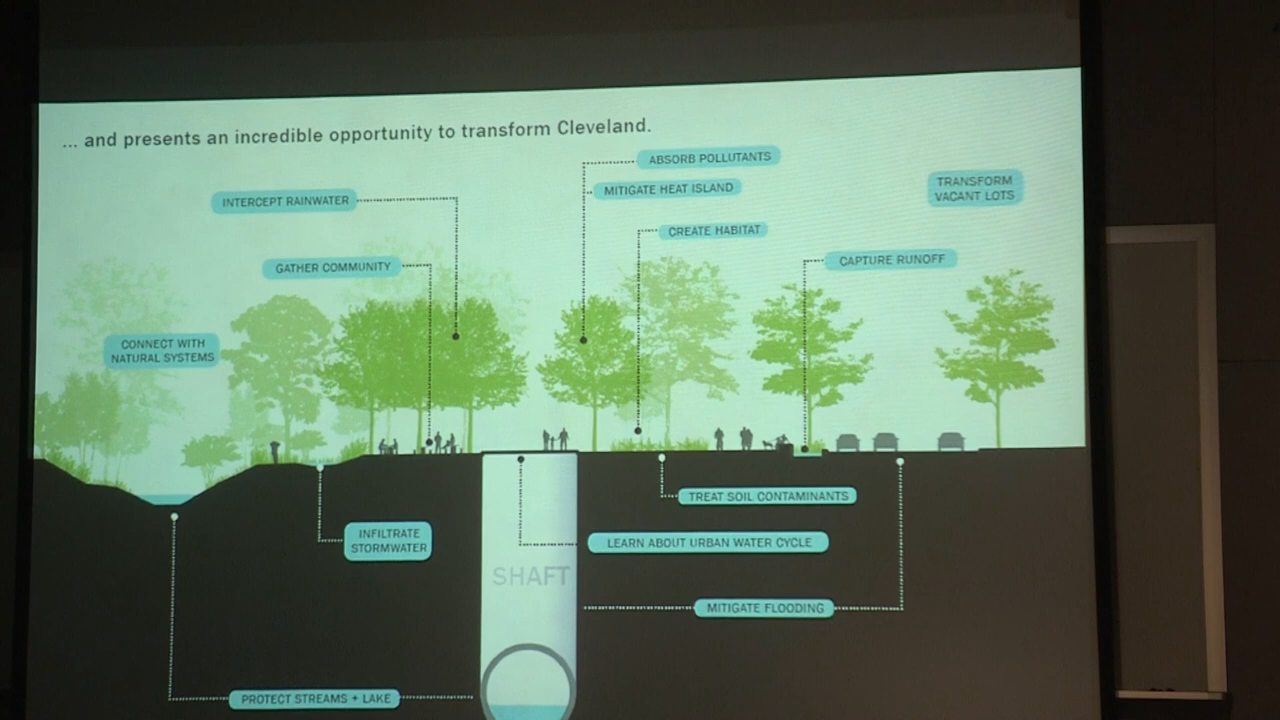 ... and presents an incredible opportunity to transform Cleveland.
ABSORB POLLUTANTS
MITIGATE HEAT ISLAND
INTERCEPT RAINWATER
TRANSFORM
VACANT LOTS
CREATE HABITAT
GATHER COMMUNITY
CAPTURE RUNOFF
CONNECT WITH
NATURAL SYSTEMS
TREAT SOIL CONTAMINANTS
INFILTRATE
STORMWATER
LEARN ABOUT URBAN WATER CYCLE
SHAFT
MITIGATE FLOODING
PROTECT STREAMS + LAKE